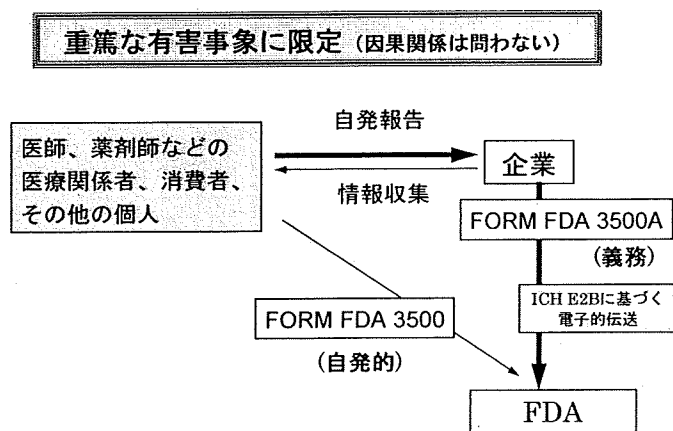 重篤な有害事象に限定（因果関係は問わない）
医師、薬剤師などの
医療関係者、消費者、
その他の個人
自発報告
情報収集
企業
FORM FDA 3500A
(義務)
ICH E2Bに基づく
電子的伝送
FORM FDA 3500
(自発的)
FDA